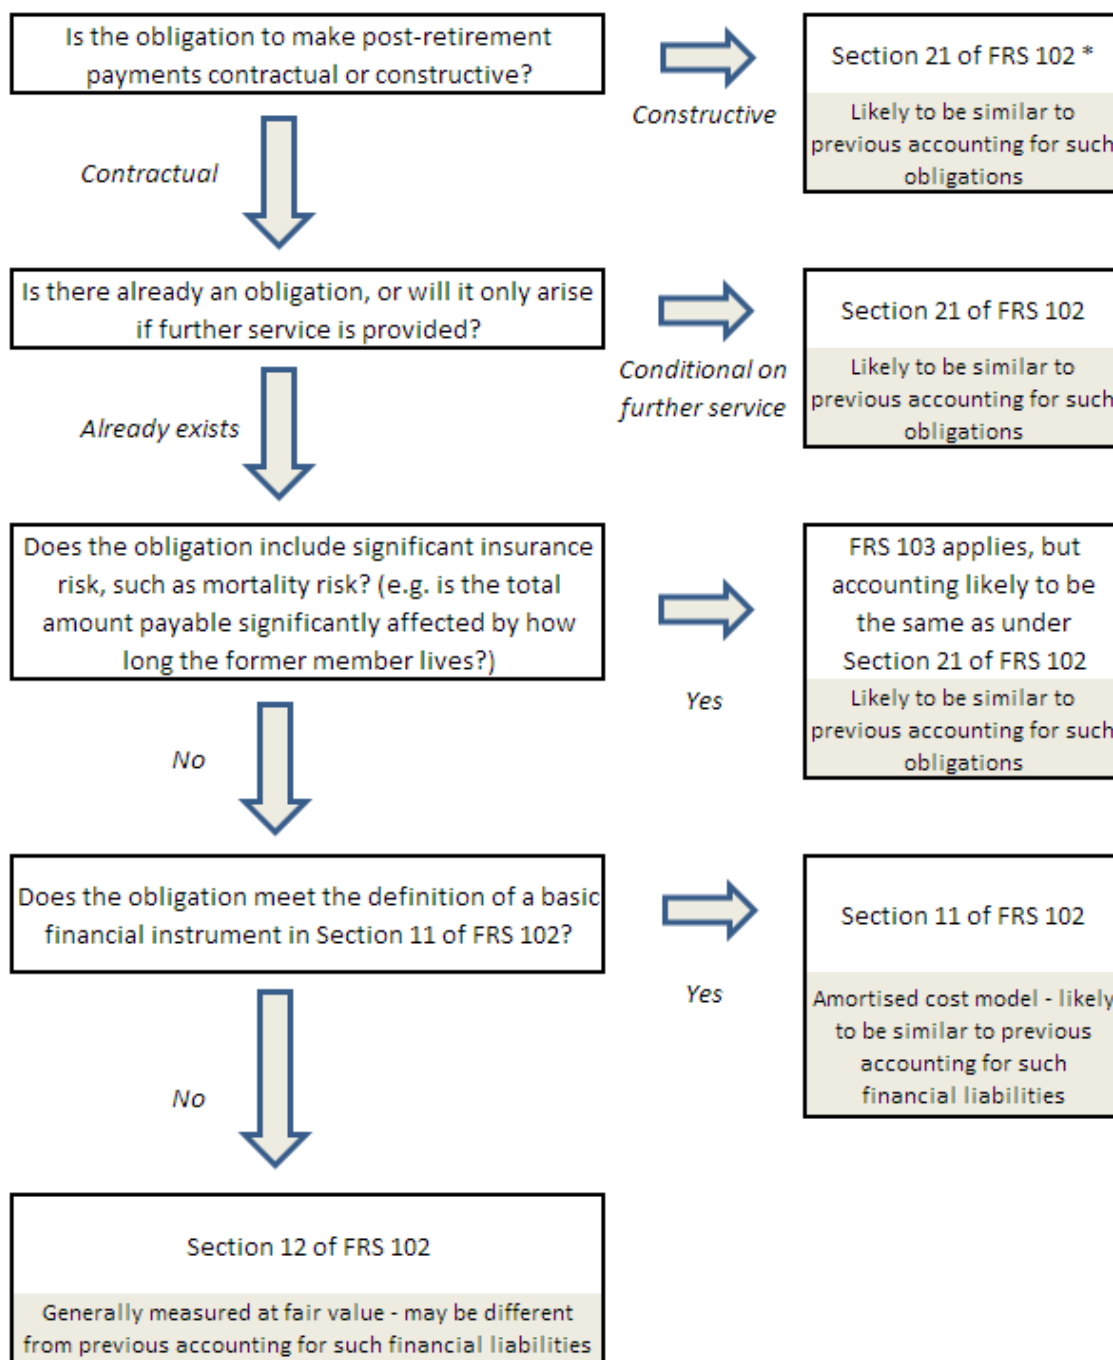 Is the obligation to make post-retirement
payments contractual or constructive?
Constructive
Section 21 of FRS 102 *
Likely to be similar to
previous accounting for such
obligations
Contractual
Is there already an obligation, or will it only arise
if further service is provided?
Conditional on
further service
Section 21 of FRS 102
Likely to be similar to
previous accounting for such
obligations
Already exists
Does the obligation include significant insurance
risk, such as mortality risk? (e.g. is the total
amount payable significantly affected by how
long the former member lives?)
Yes
FRS 103 applies, but
accounting likely to be
the same as under
Section 21 of FRS 102
Likely to be similar to
previous accounting for such
obligations
No
Does the obligation meet the definition of a basic
financial instrument in Section 11 of FRS 102?
Yes
Section 11 of FRS 102
Amortised cost model - likely
to be similar to previous
accounting for such
financial liabilities
No
Section 12 of FRS 102
Generally measured at fair value - may be different
from previous accounting for such financial liabilities